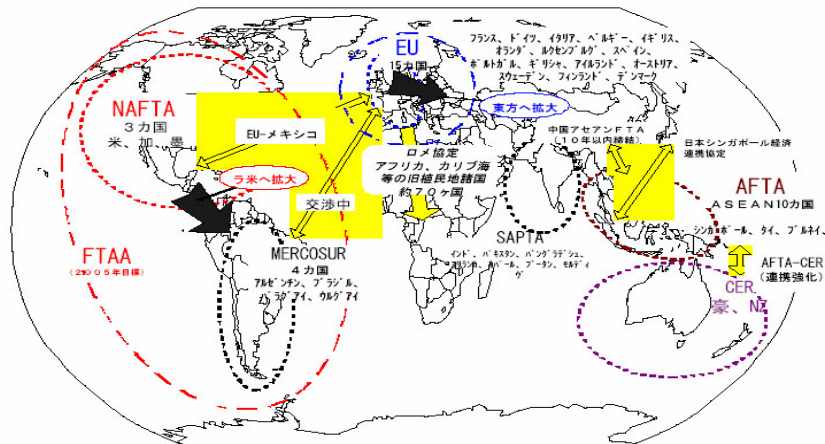 EU
15カ国
フランス、ドイツ、イタリア、ベルギー、イギリス
オランダ、ルクセンブルグ、スペイン、
ポルトガル、ギリシャ、アイルランド、オーストリア、
スウェーデン、フィンランド、デンマーク
東方へ拡大
NAFTA
３カ国
米、加、墨
EU-メキシコ
ラ米へ拡大
交渉中
ロメ協定
アフリカ、カリブ海
等の旧植民地諸国
約７０ヶ国
中国アセアンＦＴＡ
（１０年以内締結）
日本シンガポール経済
連携協定
AFTA
ＡＳＥＡＮ10カ国
シンガポール、タイ、ブルネイ、
FTAA
MERCOSUR
４カ国
アルゼンチン、ブラジル、
パラグアイ、ウルグアイ
SAPTA
インド、パキスタン、バングラデシュ、
スリランカ、ネパール、ブータン、モルディ
ヴ
AFTA-CER
（連携強化）
CER
豪、NZ